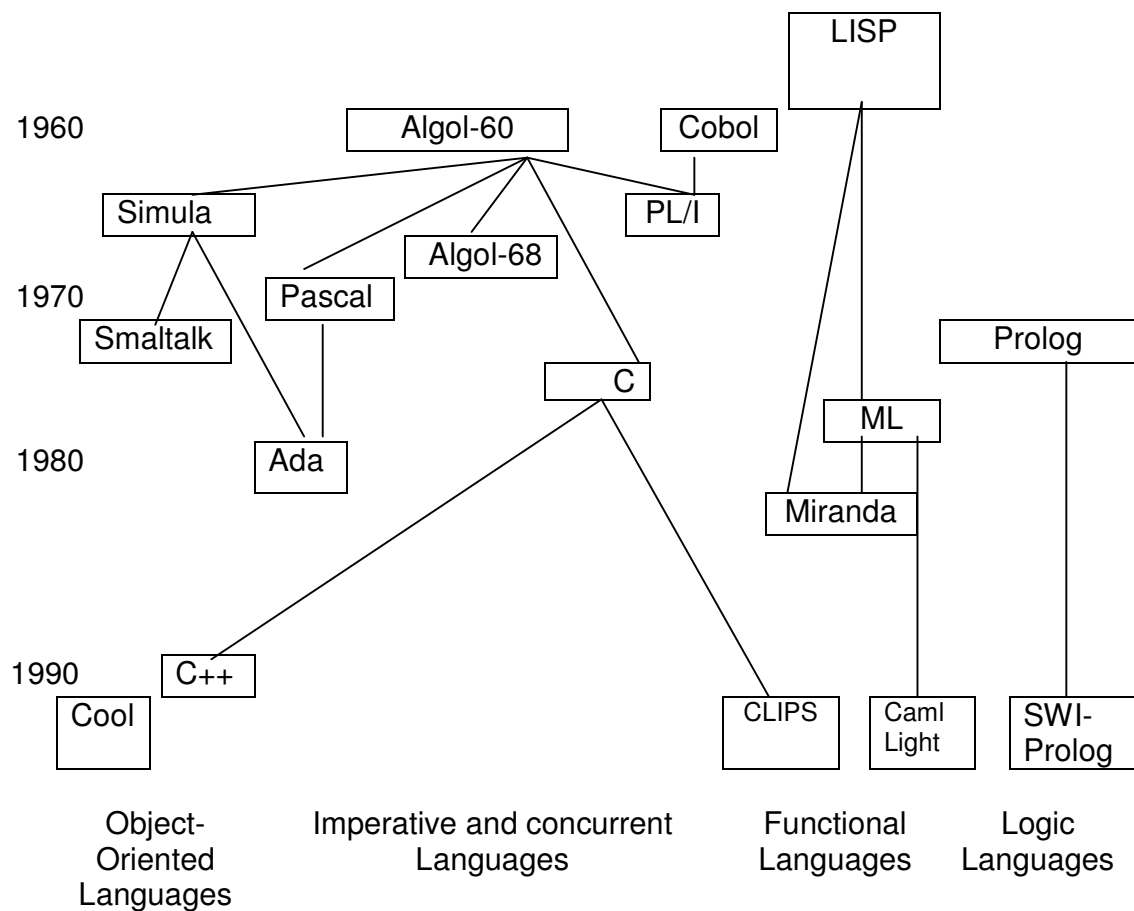 LISP
1960
Algol-60
Cobol
Simula
PL/I
Algol-68
1970
Pascal
Smaltalk
Prolog
C
ML
1980
Ada
Miranda
1990
C++
Cool
CLIPS
Caml
Light
SWI-
Prolog
Object-
Oriented
Languages
Imperative and concurrent
Languages
Functional
Languages
Logic
Languages